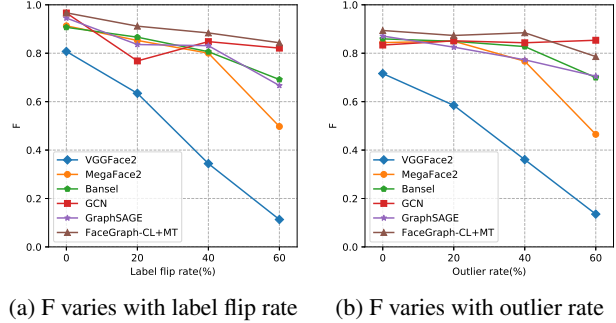 1.0
0.8
0.6
0.4
0.2
0.0
F
VGGFace2
MegaFace2
Bansel
GCN
GraphSAGE
FaceGraph-CL+MT
0 20 40 60
Label flip rate(%)
1.0
0.8
0.6
0.4
0.2
0.0
F
VGGFace2
MegaFace2
Bansel
GCN
GraphSAGE
FaceGraph-CL+MT
0 20 40 60
Outlier rate(%)
(a) F varies with label flip rate
(b) F varies with outlier rate